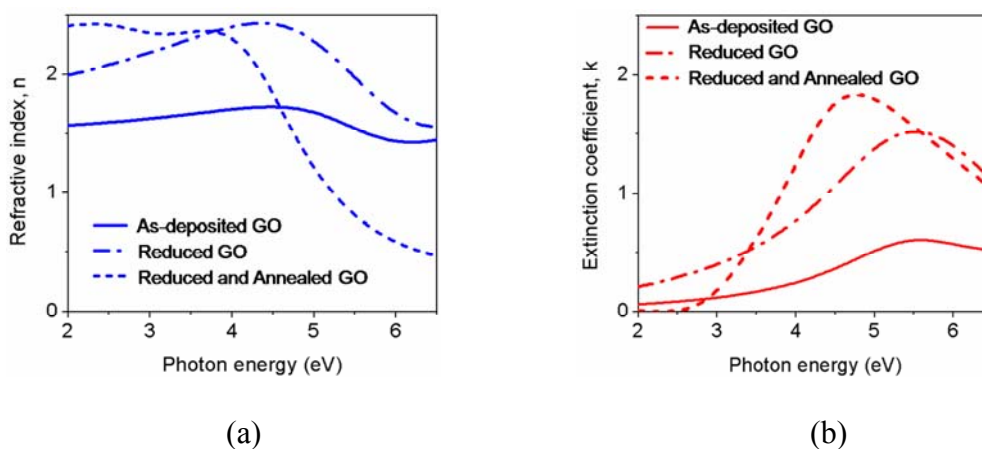 Refractive index, n
2
1
0
As-deposited GO
Reduced GO
Reduced and Annealed GO
2 3 4 5 6
Photon energy (eV)
(a)
Extinction coefficient, k
2
1
0
As-deposited GO
Reduced GO
Reduced and Annealed GO
2 3 4 5 6
Photon energy (eV)
(b)